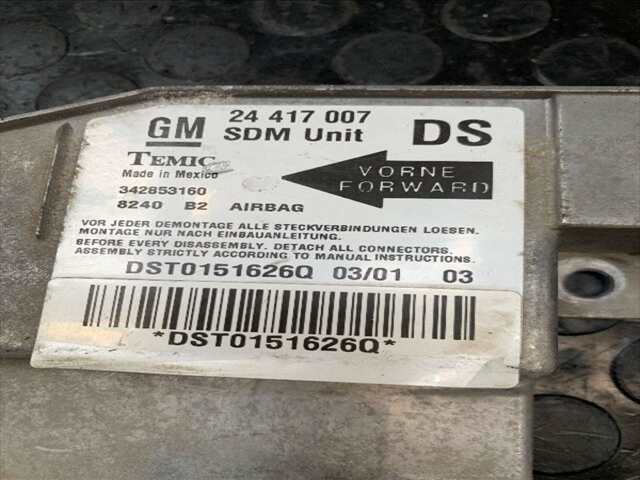 GM 24 417 007 DS
SDM Unit
TEMIC
Made in Mexico
VORNE
FORWARD
342853160
8240 B2 AIRBAG
VOR JEDER DEMONTAGE ALLE STECKVERBINDUNGEN LOESEN.
MONTAGE NUR NACH EINBAUANLEITUNG.
BEFORE EVERY DISASSEMBLY. DETACH ALL CONNECTORS.
ASSEMBLY STRICTLY ACCORDING TO MANUAL INSTRUCTIONS.
DST0151626Q 03/01 03
*DST0151626Q*